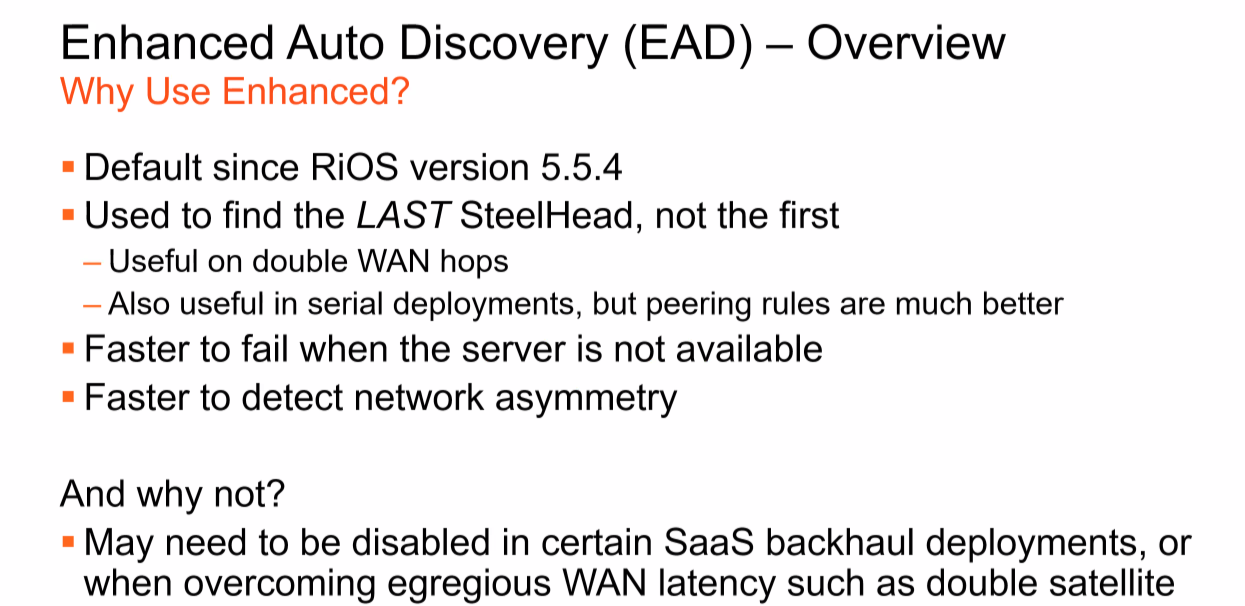 Enhanced Auto Discovery (EAD) – Overview
Why Use Enhanced?
▪ Default since RiOS version 5.5.4
▪ Used to find the LAST SteelHead, not the first
– Useful on double WAN hops
– Also useful in serial deployments, but peering rules are much better
▪ Faster to fail when the server is not available
▪ Faster to detect network asymmetry
And why not?
▪ May need to be disabled in certain SaaS backhaul deployments, or
when overcoming egregious WAN latency such as double satellite